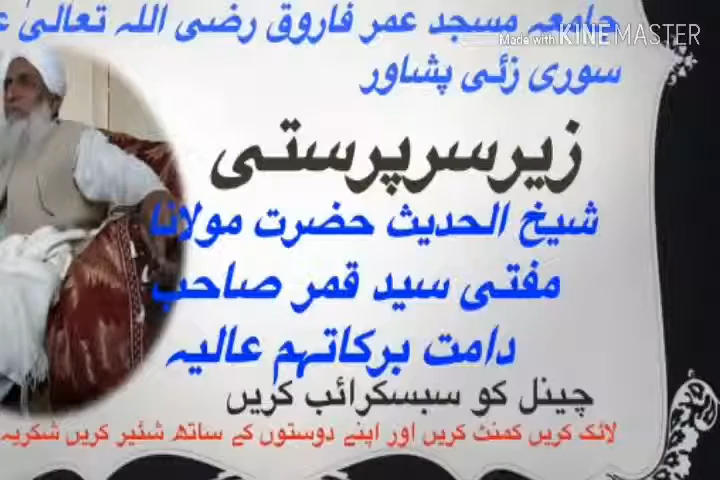 جامعہ مسجد عمر فاروق رضی اللہ تعالیٰ
Made with KINEMASTER
سوری زئی پشاور
زیر سرپرستی
شیخ الحدیث حضرت مولانا
مفتی سید قمر صاحب
دامت برکاتہم عالیہ
چینل کو سبسکرائب کریں
لائک کریں کمنٹ کریں اور اپنے دوستوں کے ساتھ شئیر کریں شکریہ